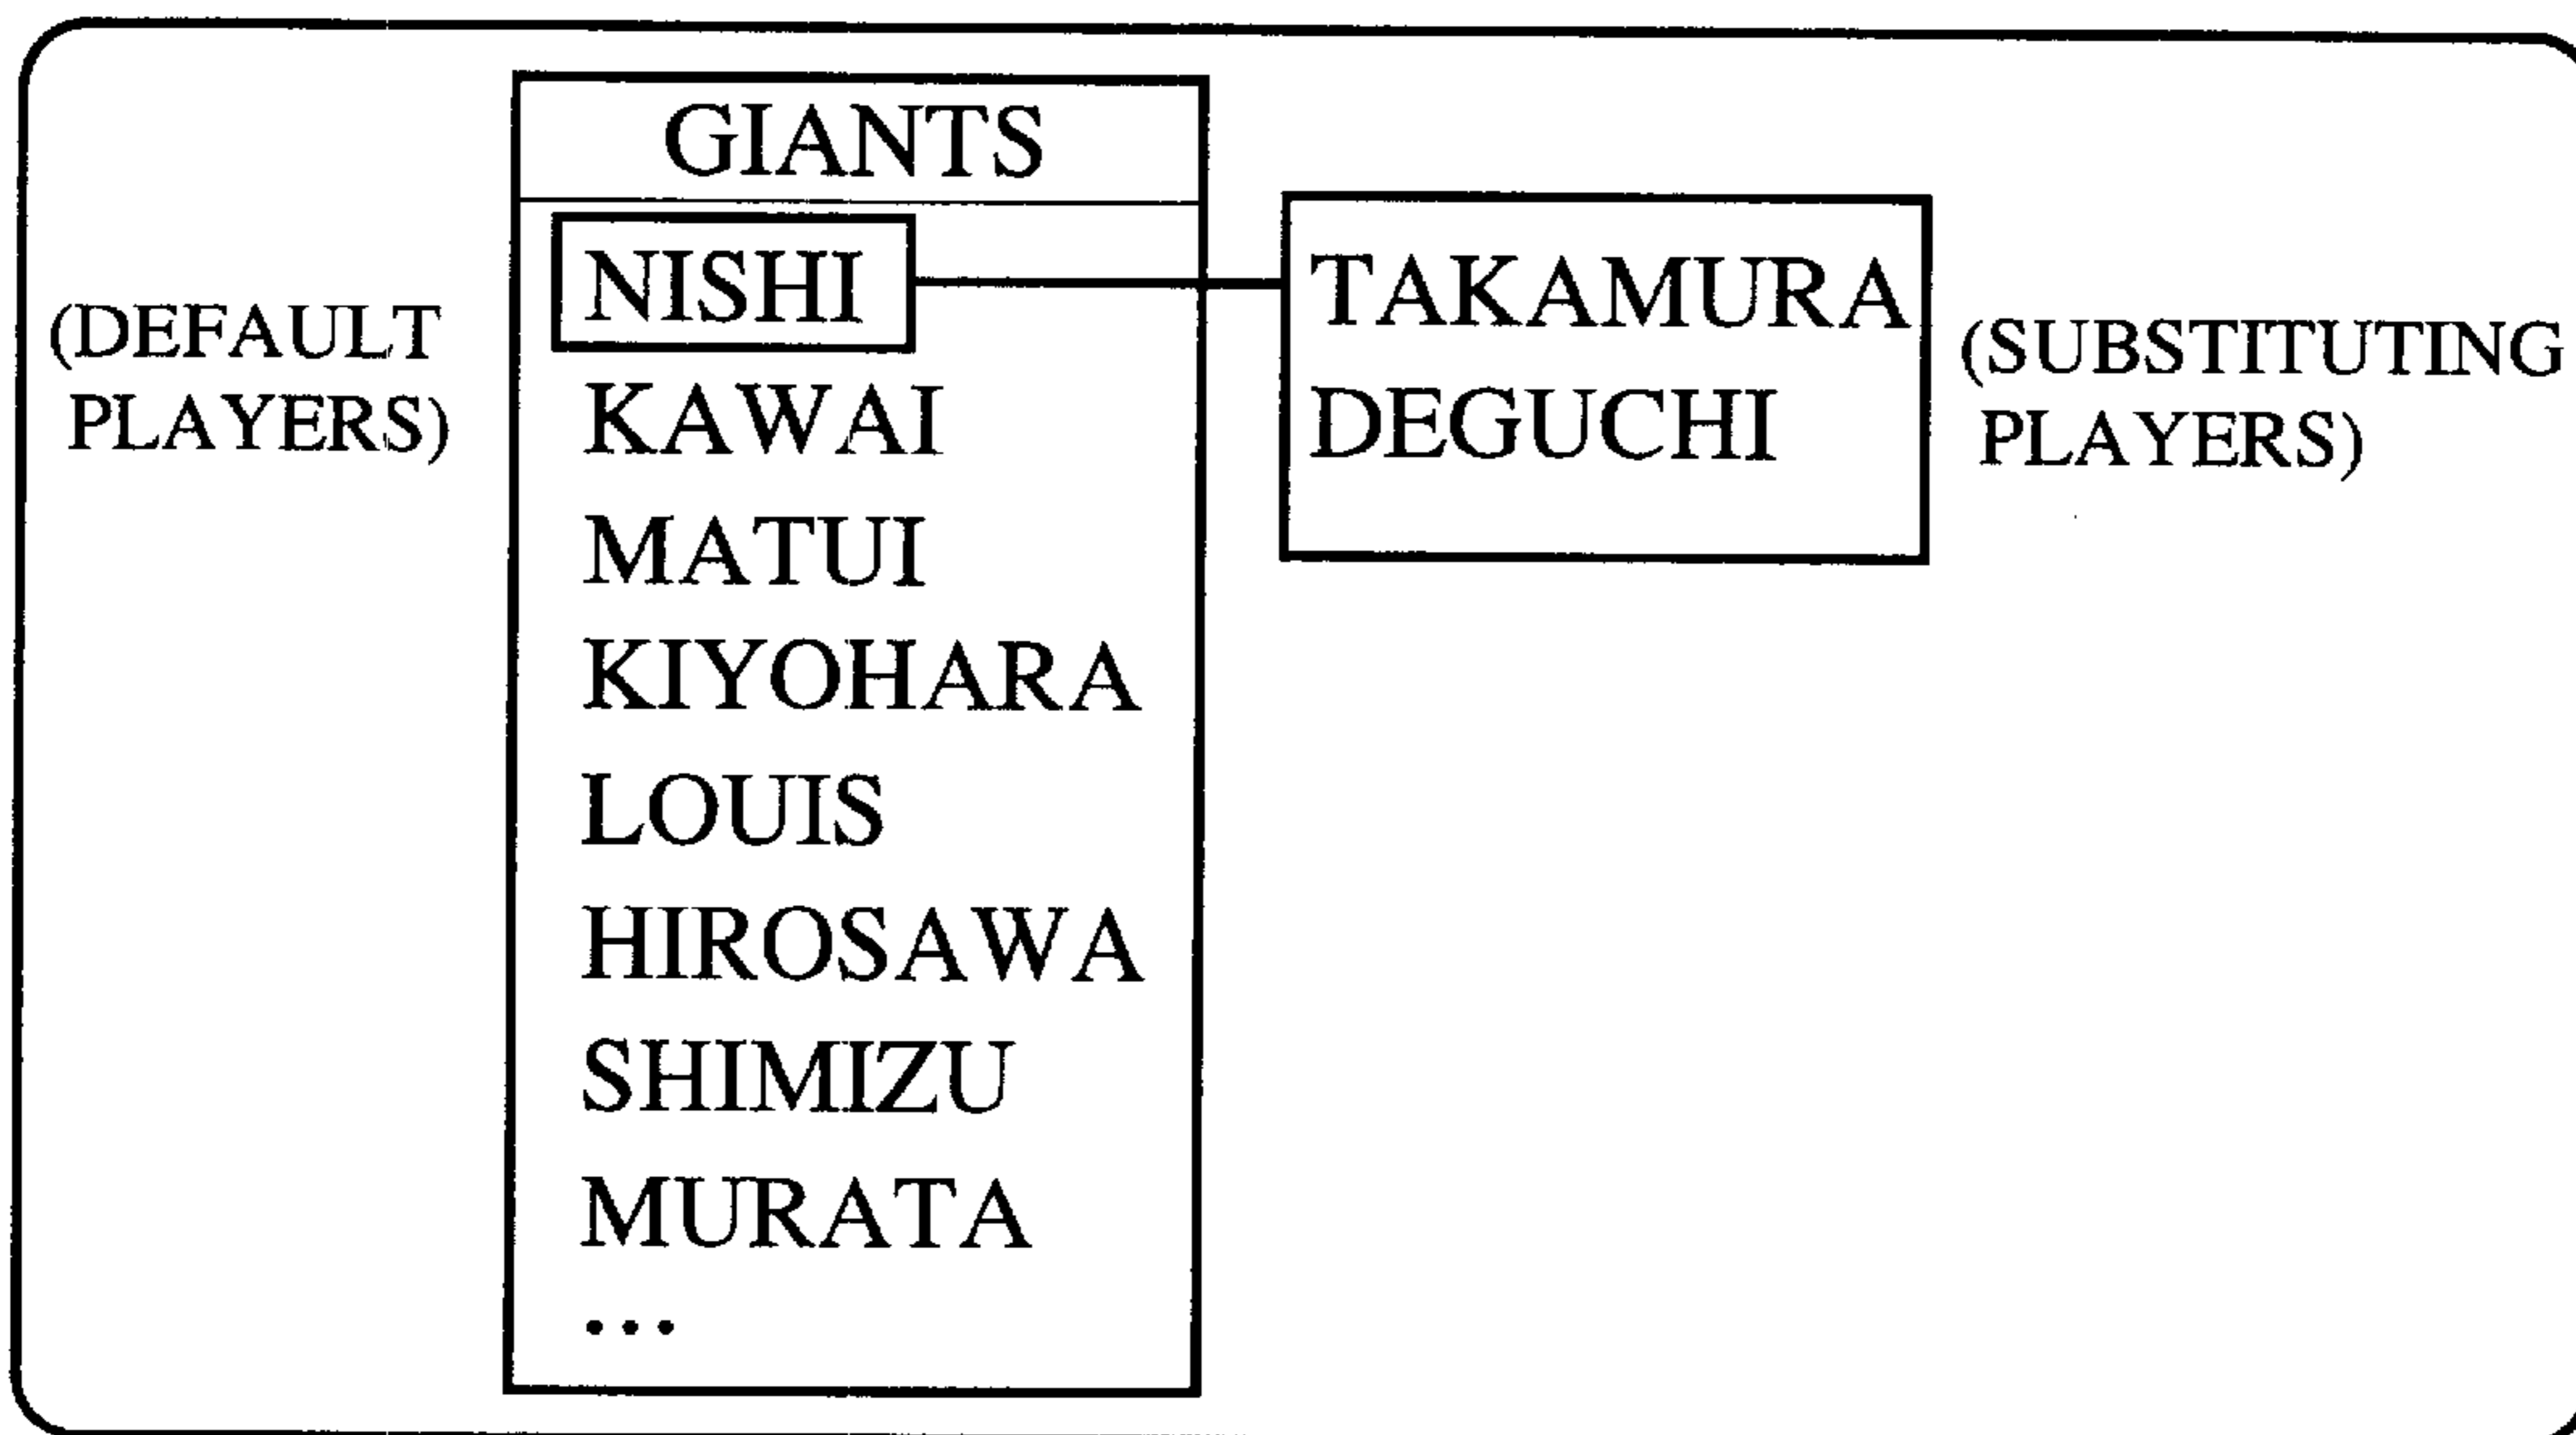 GIANTS
(DEFAULT
PLAYERS)
NISHI
KAWAI
MATUI
KIYOHARA
LOUIS
HIROSAWA
SHIMIZU
MURATA
...
TAKAMURA
DEGUCHI
(SUBSTITUTING
PLAYERS)